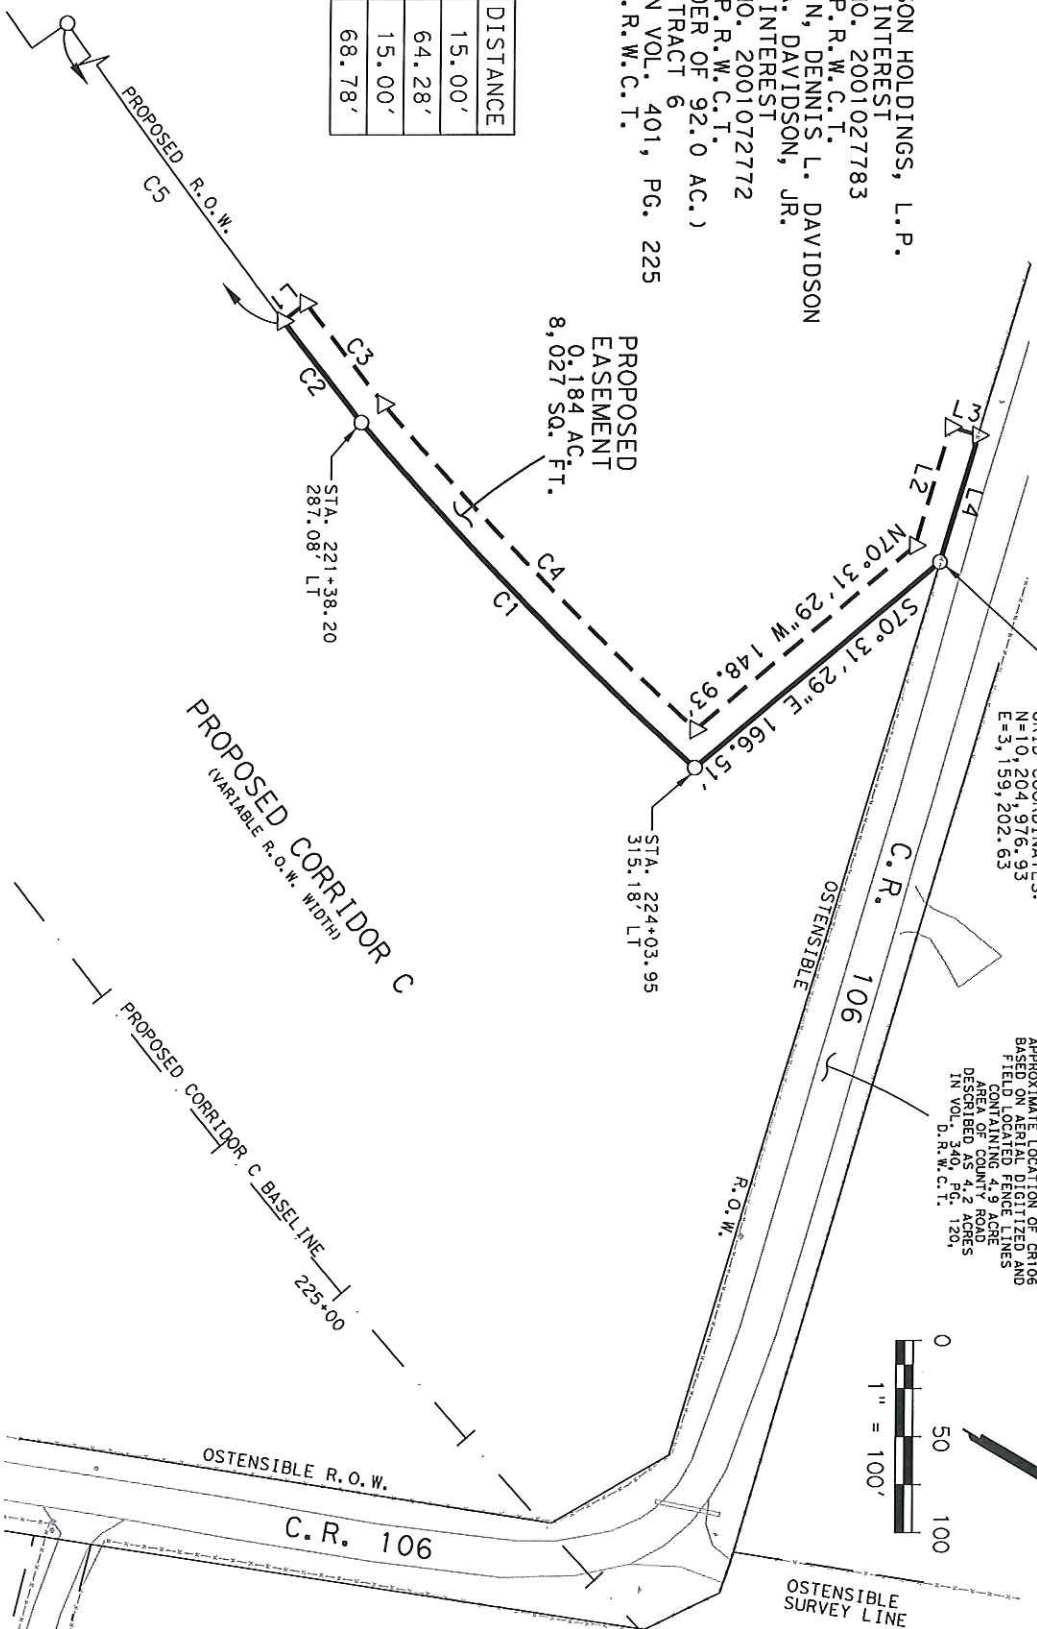 SON HOLDINGS, L.P.
INTEREST
NO. 2001027783
P.R.W.C.T.
N, DENNIS L. DAVIDSON
A. DAVIDSON, JR.
INTEREST
NO. 2001072772
P.R.W.C.T.
DER OF 92.0 AC.)
TRACT 6
N VOL. 401, PG. 225
.R.W.C.T.
DISTANCE
15.00'
64.28'
15.00'
68.78'
PROPOSED R.O.W.
C5
L1
C2
C3
C4
C1
L3
L2
L4
PROPOSED
EASEMENT
0.184 AC.
8,027 SQ. FT.
STA. 221+38.20
287.08' LT
N70°31'29"W 148.93'
S70°31'29"E 166.51'
STA. 224+03.95
315.18' LT
GRID COORDINATES:
N=10,204,976.93
E=3,159,202.63
C.R. 106
OSTENSIBLE R.O.W.
APPROXIMATE LOCATION OF CR106
BASED ON AERIAL DIGITIZED AND
FIELD LOCATED FENCE LINES
CONTAINING 4.9 ACRE
AREA OF COUNTY ROAD
DESCRIBED AS 4.2 ACRES
IN VOL. 340, PG. 120,
D.R.W.C.T.
0 50 100
1" = 100'
PROPOSED CORRIDOR C
(VARIABLE R.O.W. WIDTH)
PROPOSED CORRIDOR C BASELINE
225+00
OSTENSIBLE R.O.W.
C.R. 106
OSTENSIBLE
SURVEY LINE